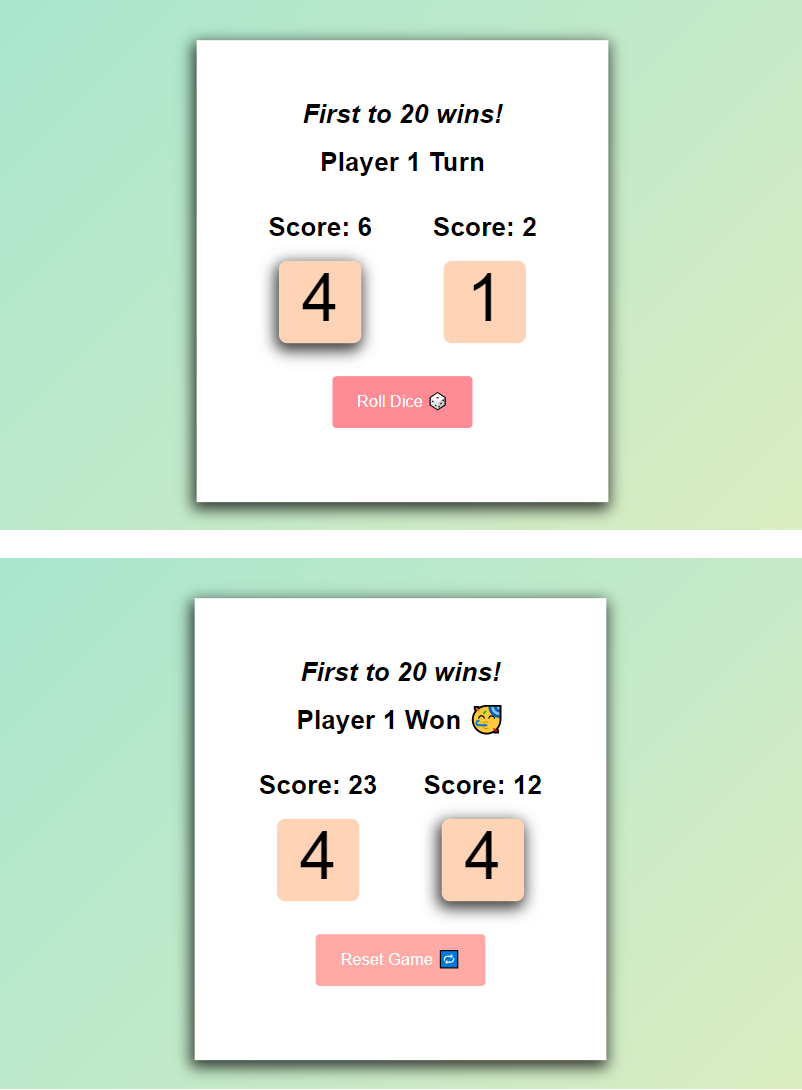 First to 20 wins!
Player 1 Turn
Score: 6 Score: 2
4 1
Roll Dice 🎲
First to 20 wins!
Player 1 Won 🥳
Score: 23 Score: 12
4 4
Reset Game 🔁